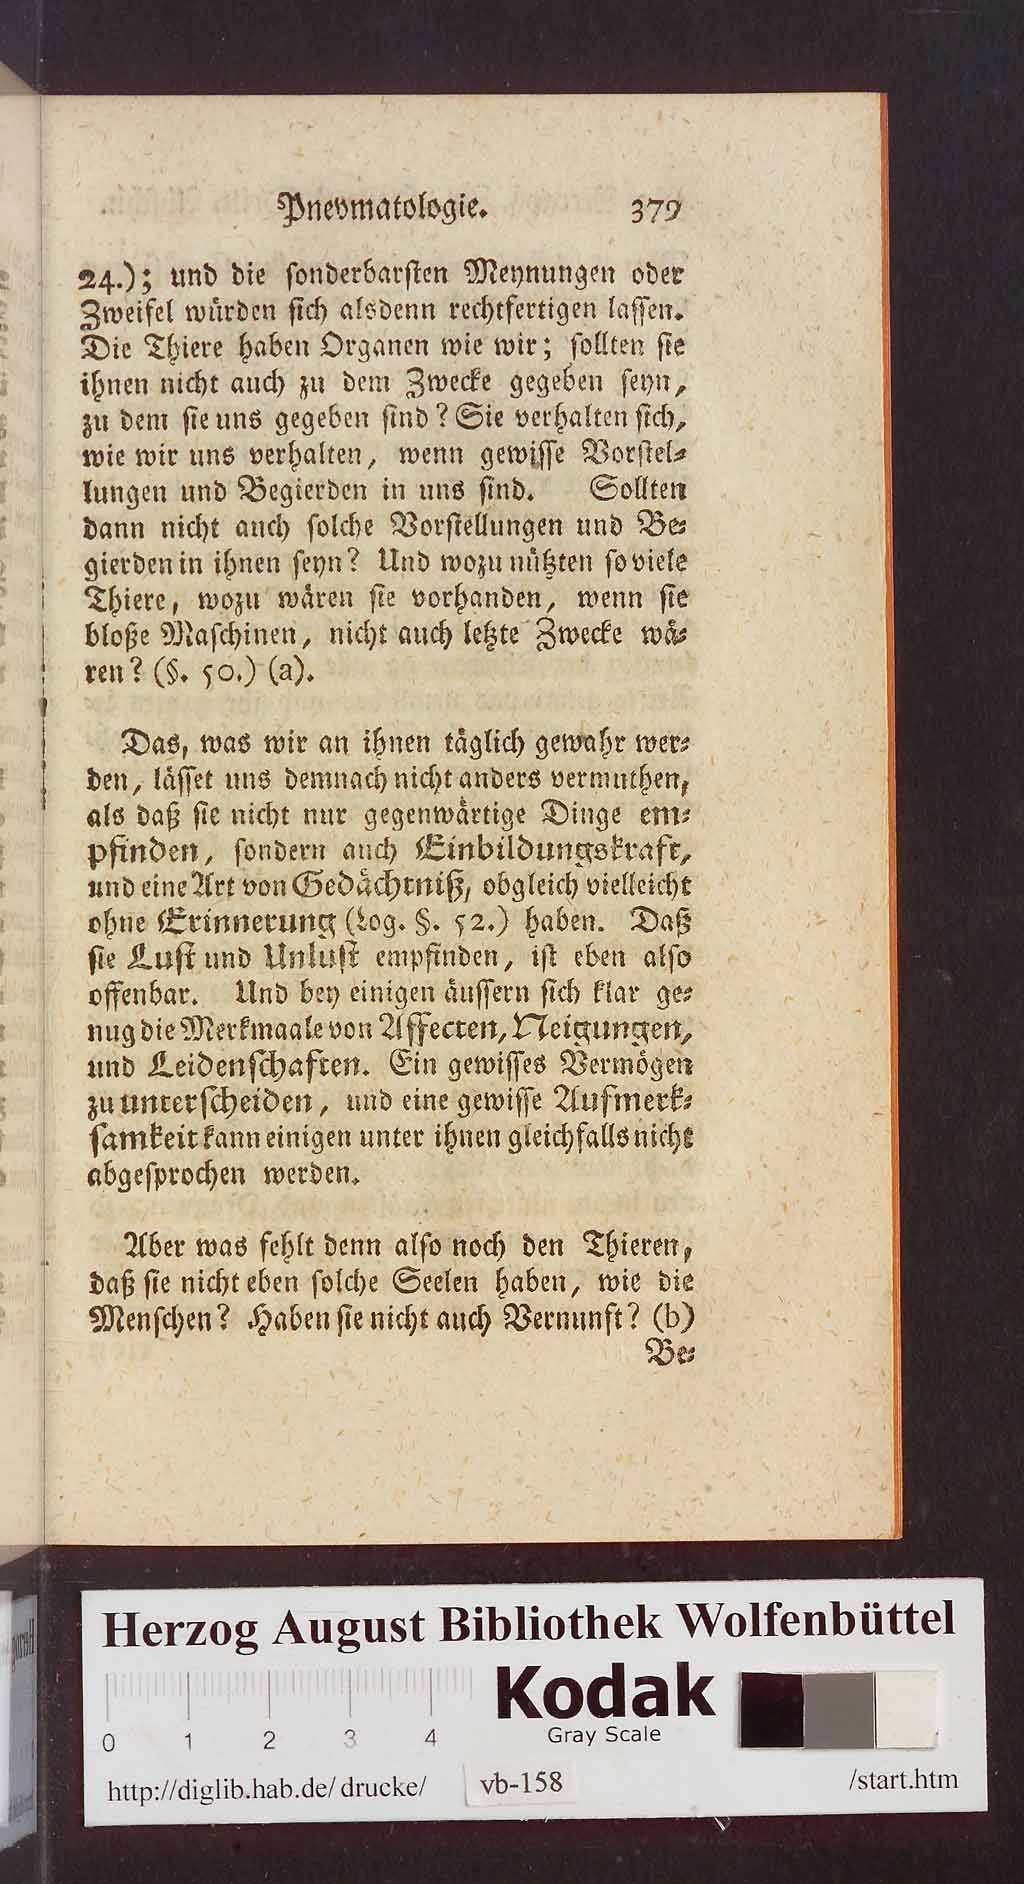 Pnevmatologie. 379
24.); und die sonderbarsten Meynungen oder
Zweifel würden sich alsdenn rechtfertigen lassen.
Die Thiere haben Organen wie wir; sollten sie
ihnen nicht auch zu dem Zwecke gegeben seyn,
zu dem sie uns gegeben sind? Sie verhalten sich,
wie wir uns verhalten, wenn gewisse Vorstel-
lungen und Begierden in uns sind. Sollten
dann nicht auch solche Vorstellungen und Be-
gierden in ihnen seyn? Und wozu nützten so viele
Thiere, wozu wären sie vorhanden, wenn sie
bloße Maschinen, nicht auch letzte Zwecke wä-
ren? (§. 50.) (a).
Das, was wir an ihnen täglich gewahr wer-
den, lässet uns demnach nicht anders vermuthen,
als daß sie nicht nur gegenwärtige Dinge em-
pfinden, sondern auch Einbildungskraft,
und eine Art von Gedächtniß, obgleich vielleicht
ohne Erinnerung (Log. §. 52.) haben. Daß
sie Lust und Unlust empfinden, ist eben also
offenbar. Und bey einigen äussern sich klar ge-
nug die Merkmaale von Affecten, Neigungen,
und Leidenschaften. Ein gewisses Vermögen
zu unterscheiden, und eine gewisse Aufmerk-
samkeit kann einigen unter ihnen gleichfalls nicht
abgesprochen werden.
Aber was fehlt denn also noch den Thieren,
daß sie nicht eben solche Seelen haben, wie die
Menschen? Haben sie nicht auch Vernunft? (b)
Be-
Herzog August Bibliothek Wolfenbüttel
Kodak
Gray Scale
0 1 2 3 4
http://diglib.hab.de/drucke/ vb-158 /start.htm